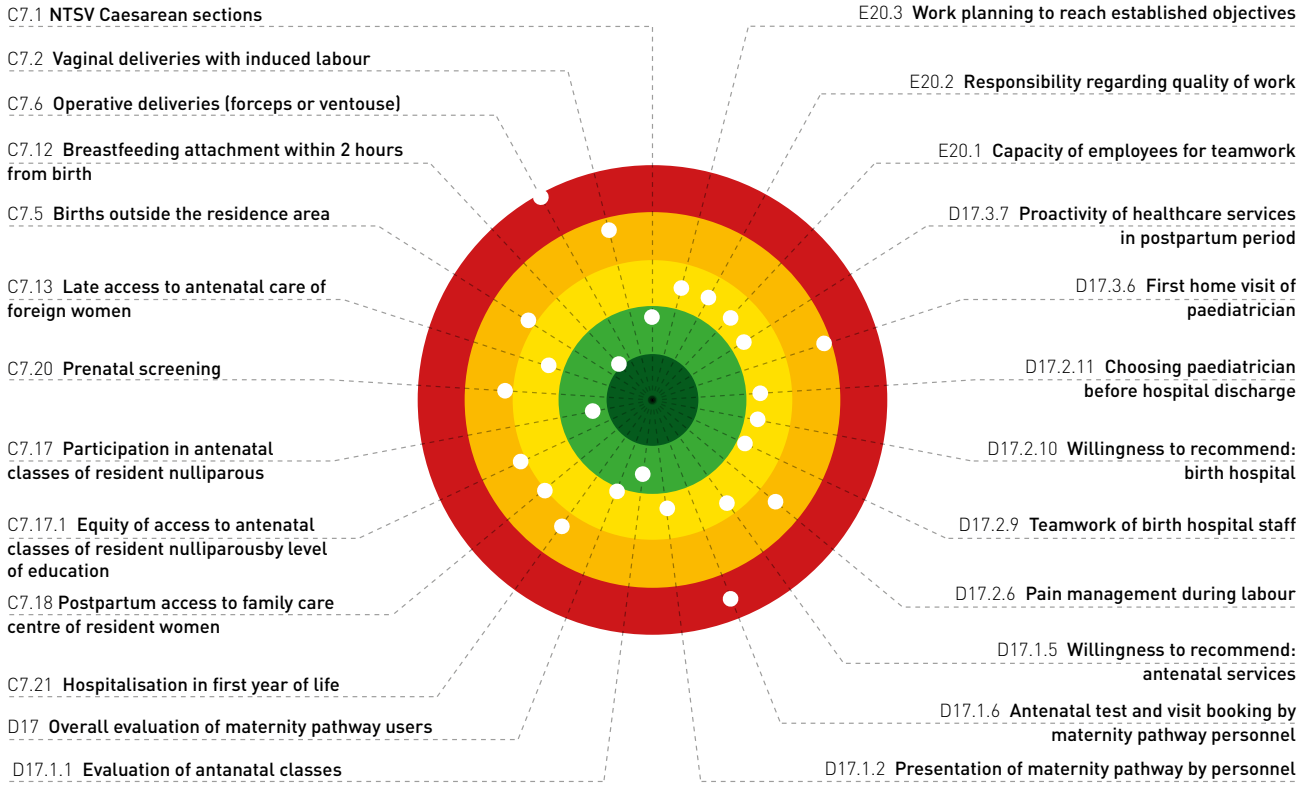 C7.1 NTSV Caesarean sections
C7.2 Vaginal deliveries with induced labour
C7.6 Operative deliveries (forceps or ventouse)
C7.12 Breastfeeding attachment within 2 hours
from birth
C7.5 Births outside the residence area
C7.13 Late access to antenatal care of
foreign women
C7.20 Prenatal screening
C7.17 Participation in antenatal
classes of resident nulliparous
C7.17.1 Equity of access to antenatal
classes of resident nulliparousby level
of education
C7.18 Postpartum access to family care
centre of resident women
C7.21 Hospitalisation in first year of life
D17 Overall evaluation of maternity pathway users
D17.1.1 Evaluation of antanatal classes
E20.3 Work planning to reach established objectives
E20.2 Responsibility regarding quality of work
E20.1 Capacity of employees for teamwork
D17.3.7 Proactivity of healthcare services
in postpartum period
D17.3.6 First home visit of
paediatrician
D17.2.11 Choosing paediatrician
before hospital discharge
D17.2.10 Willingness to recommend:
birth hospital
D17.2.9 Teamwork of birth hospital staff
D17.2.6 Pain management during labour
D17.1.5 Willingness to recommend:
antenatal services
D17.1.6 Antenatal test and visit booking by
maternity pathway personnel
D17.1.2 Presentation of maternity pathway by personnel